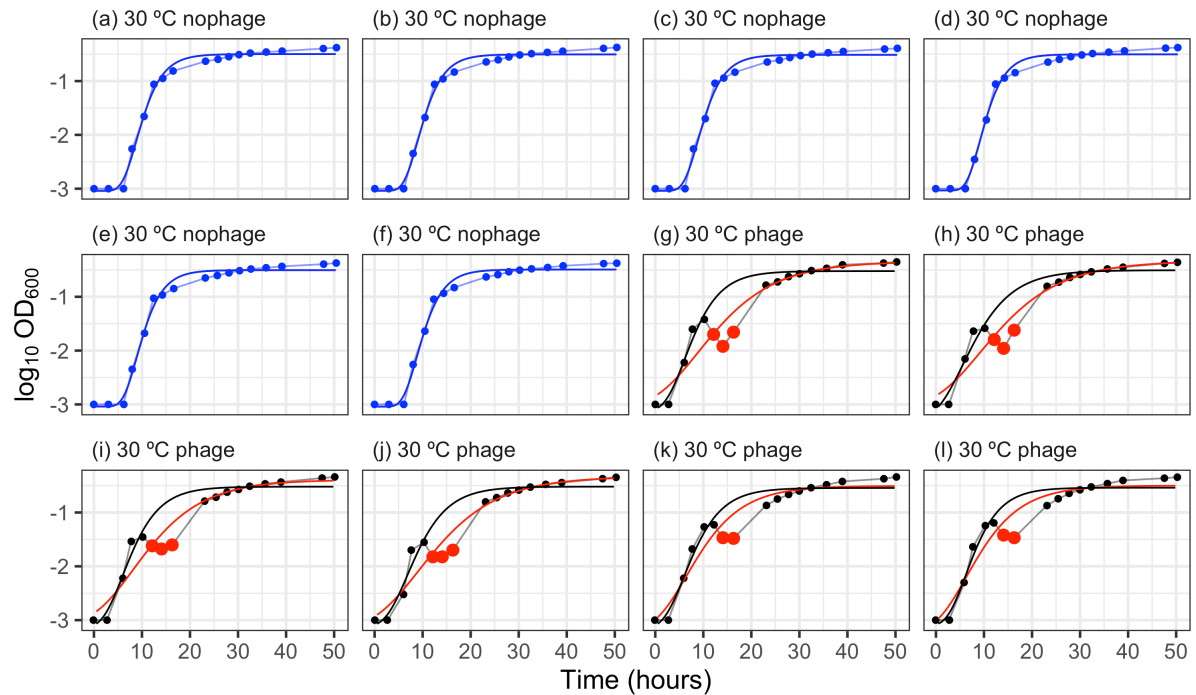 (a) 30 ºC nophage
(b) 30 ºC nophage
(c) 30 ºC nophage
(d) 30 ºC nophage
-1
-2
-3
(e) 30 ºC nophage
(f) 30 ºC nophage
(g) 30 ºC phage
(h) 30 ºC phage
-1
-2
-3
log₁₀ OD₆₀₀
(i) 30 ºC phage
(j) 30 ºC phage
(k) 30 ºC phage
(l) 30 ºC phage
-1
-2
-3
0 10 20 30 40 50
0 10 20 30 40 50
0 10 20 30 40 50
0 10 20 30 40 50
Time (hours)